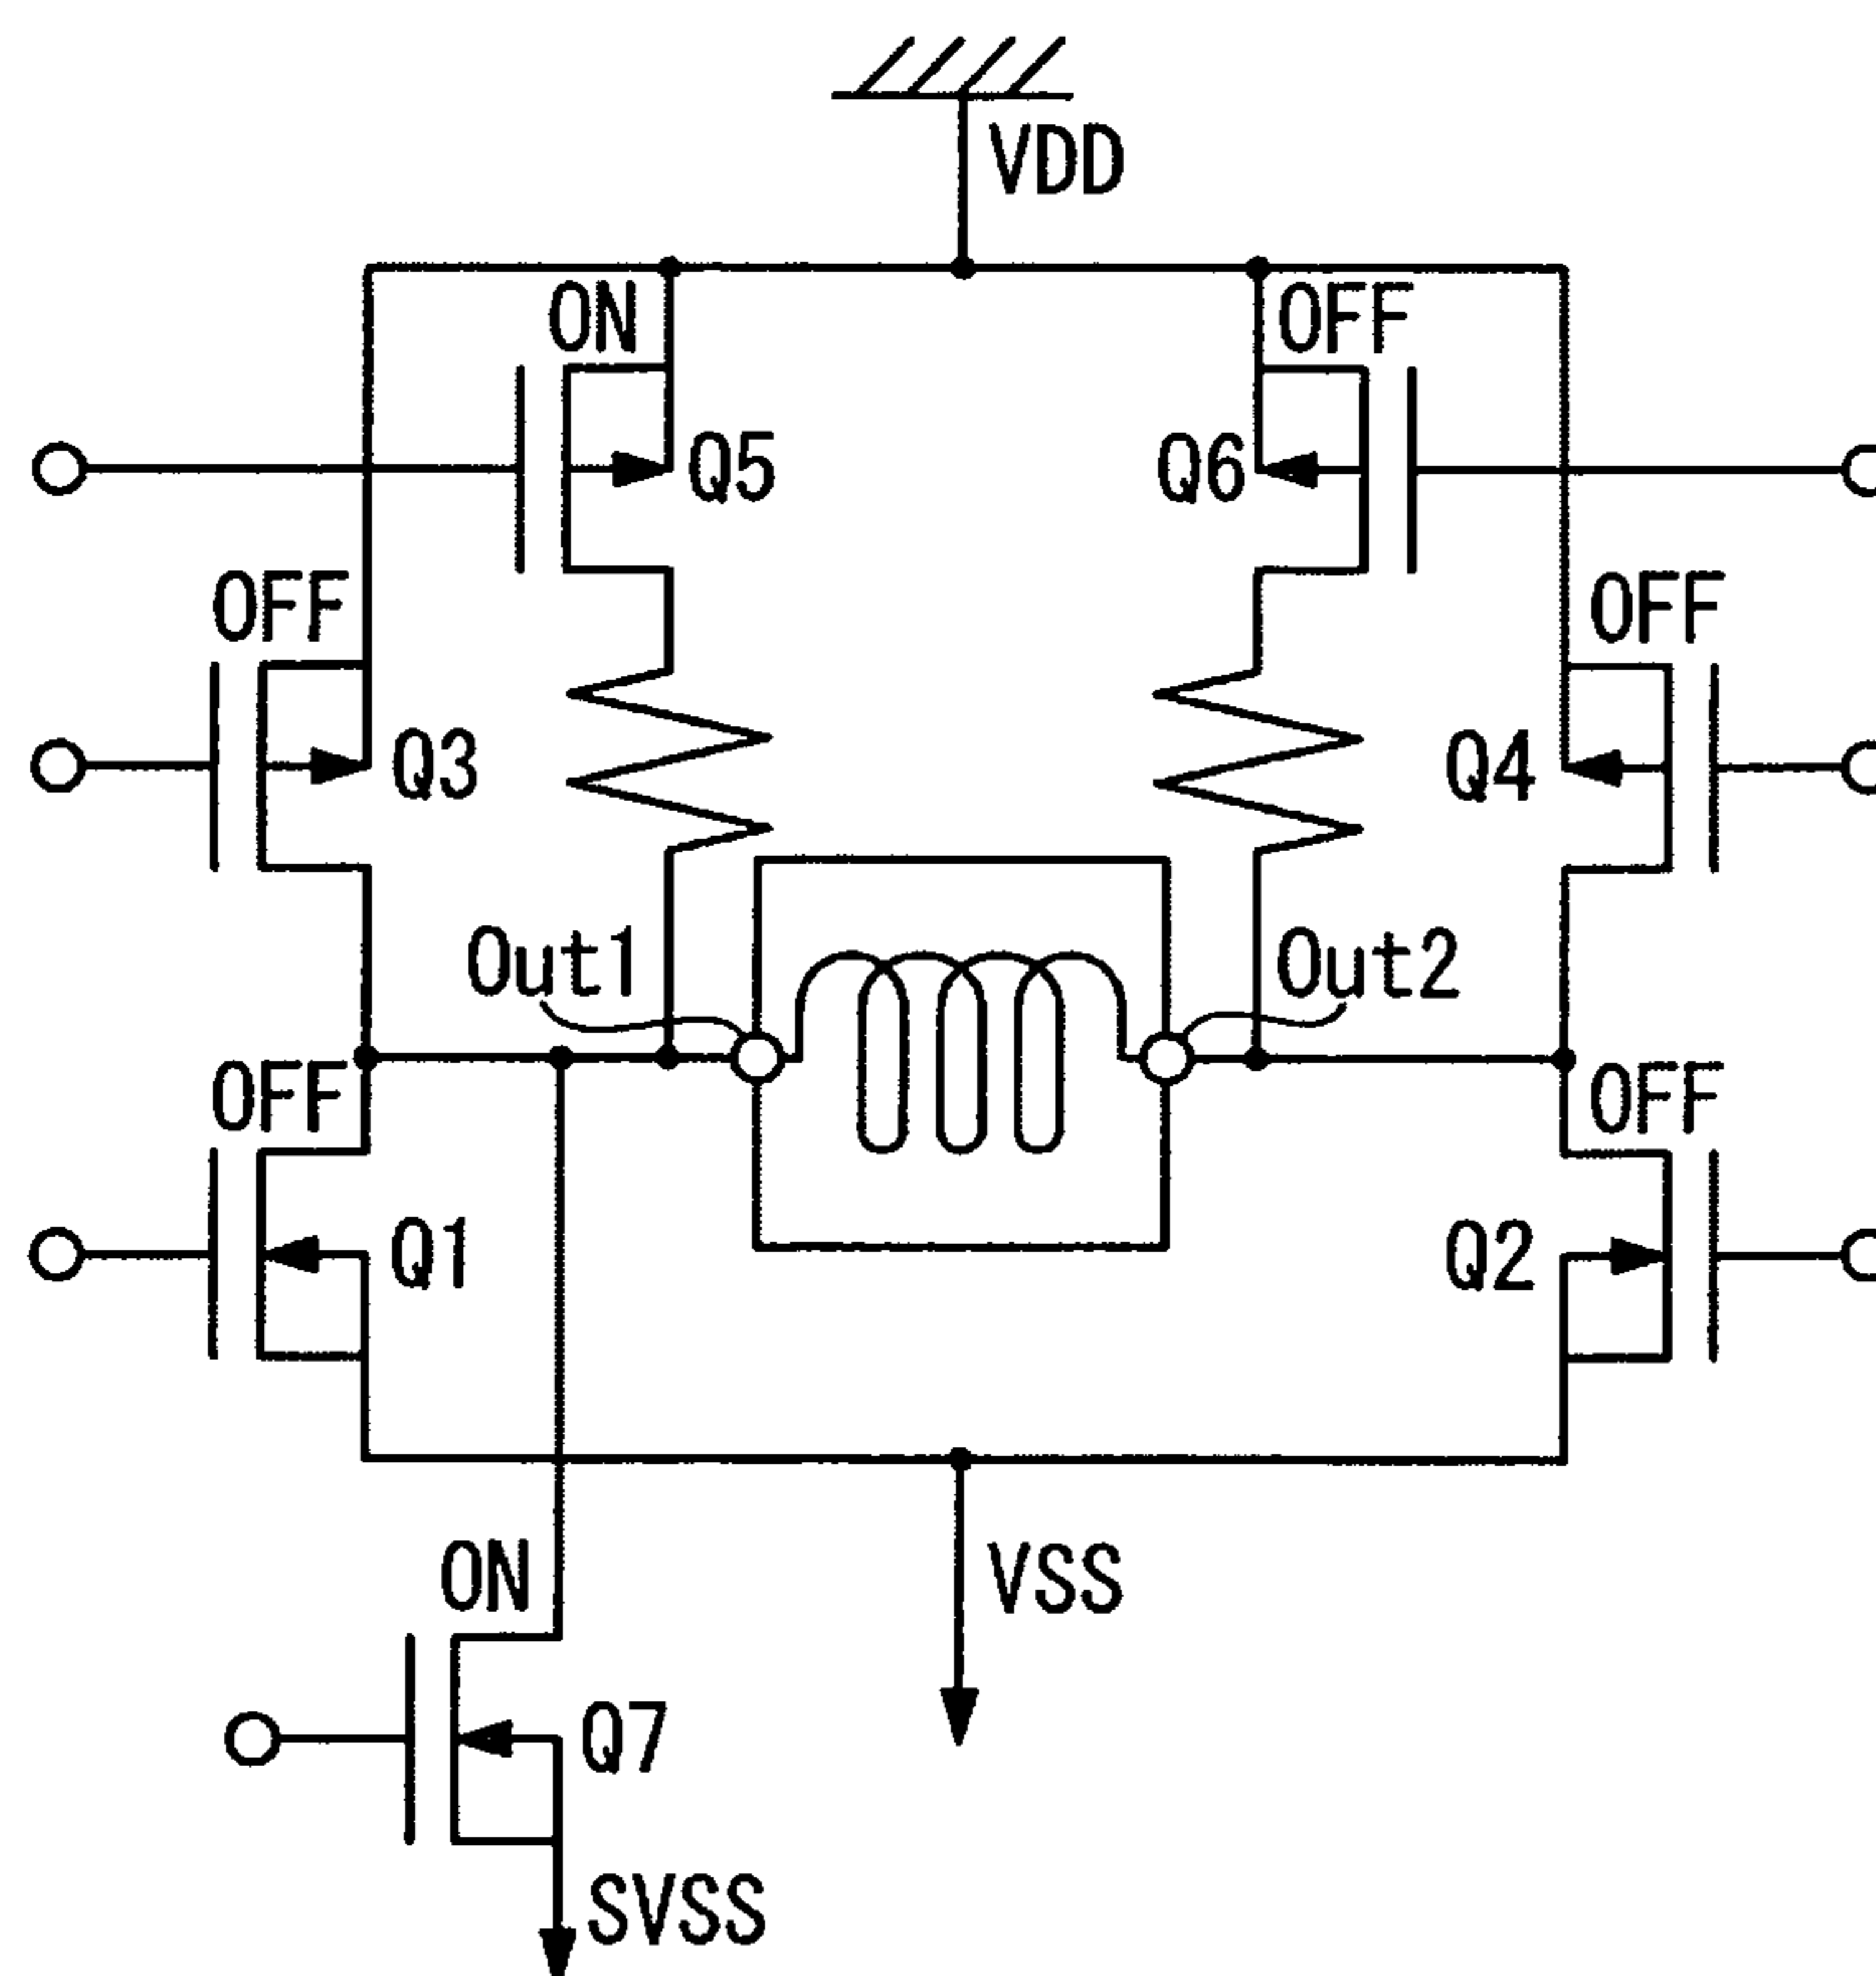 VDD
ON
OFF
Q5
Q6
OFF
OFF
Q3
Q4
Out1
Out2
OFF
OFF
Q1
Q2
ON
VSS
Q7
SVSS